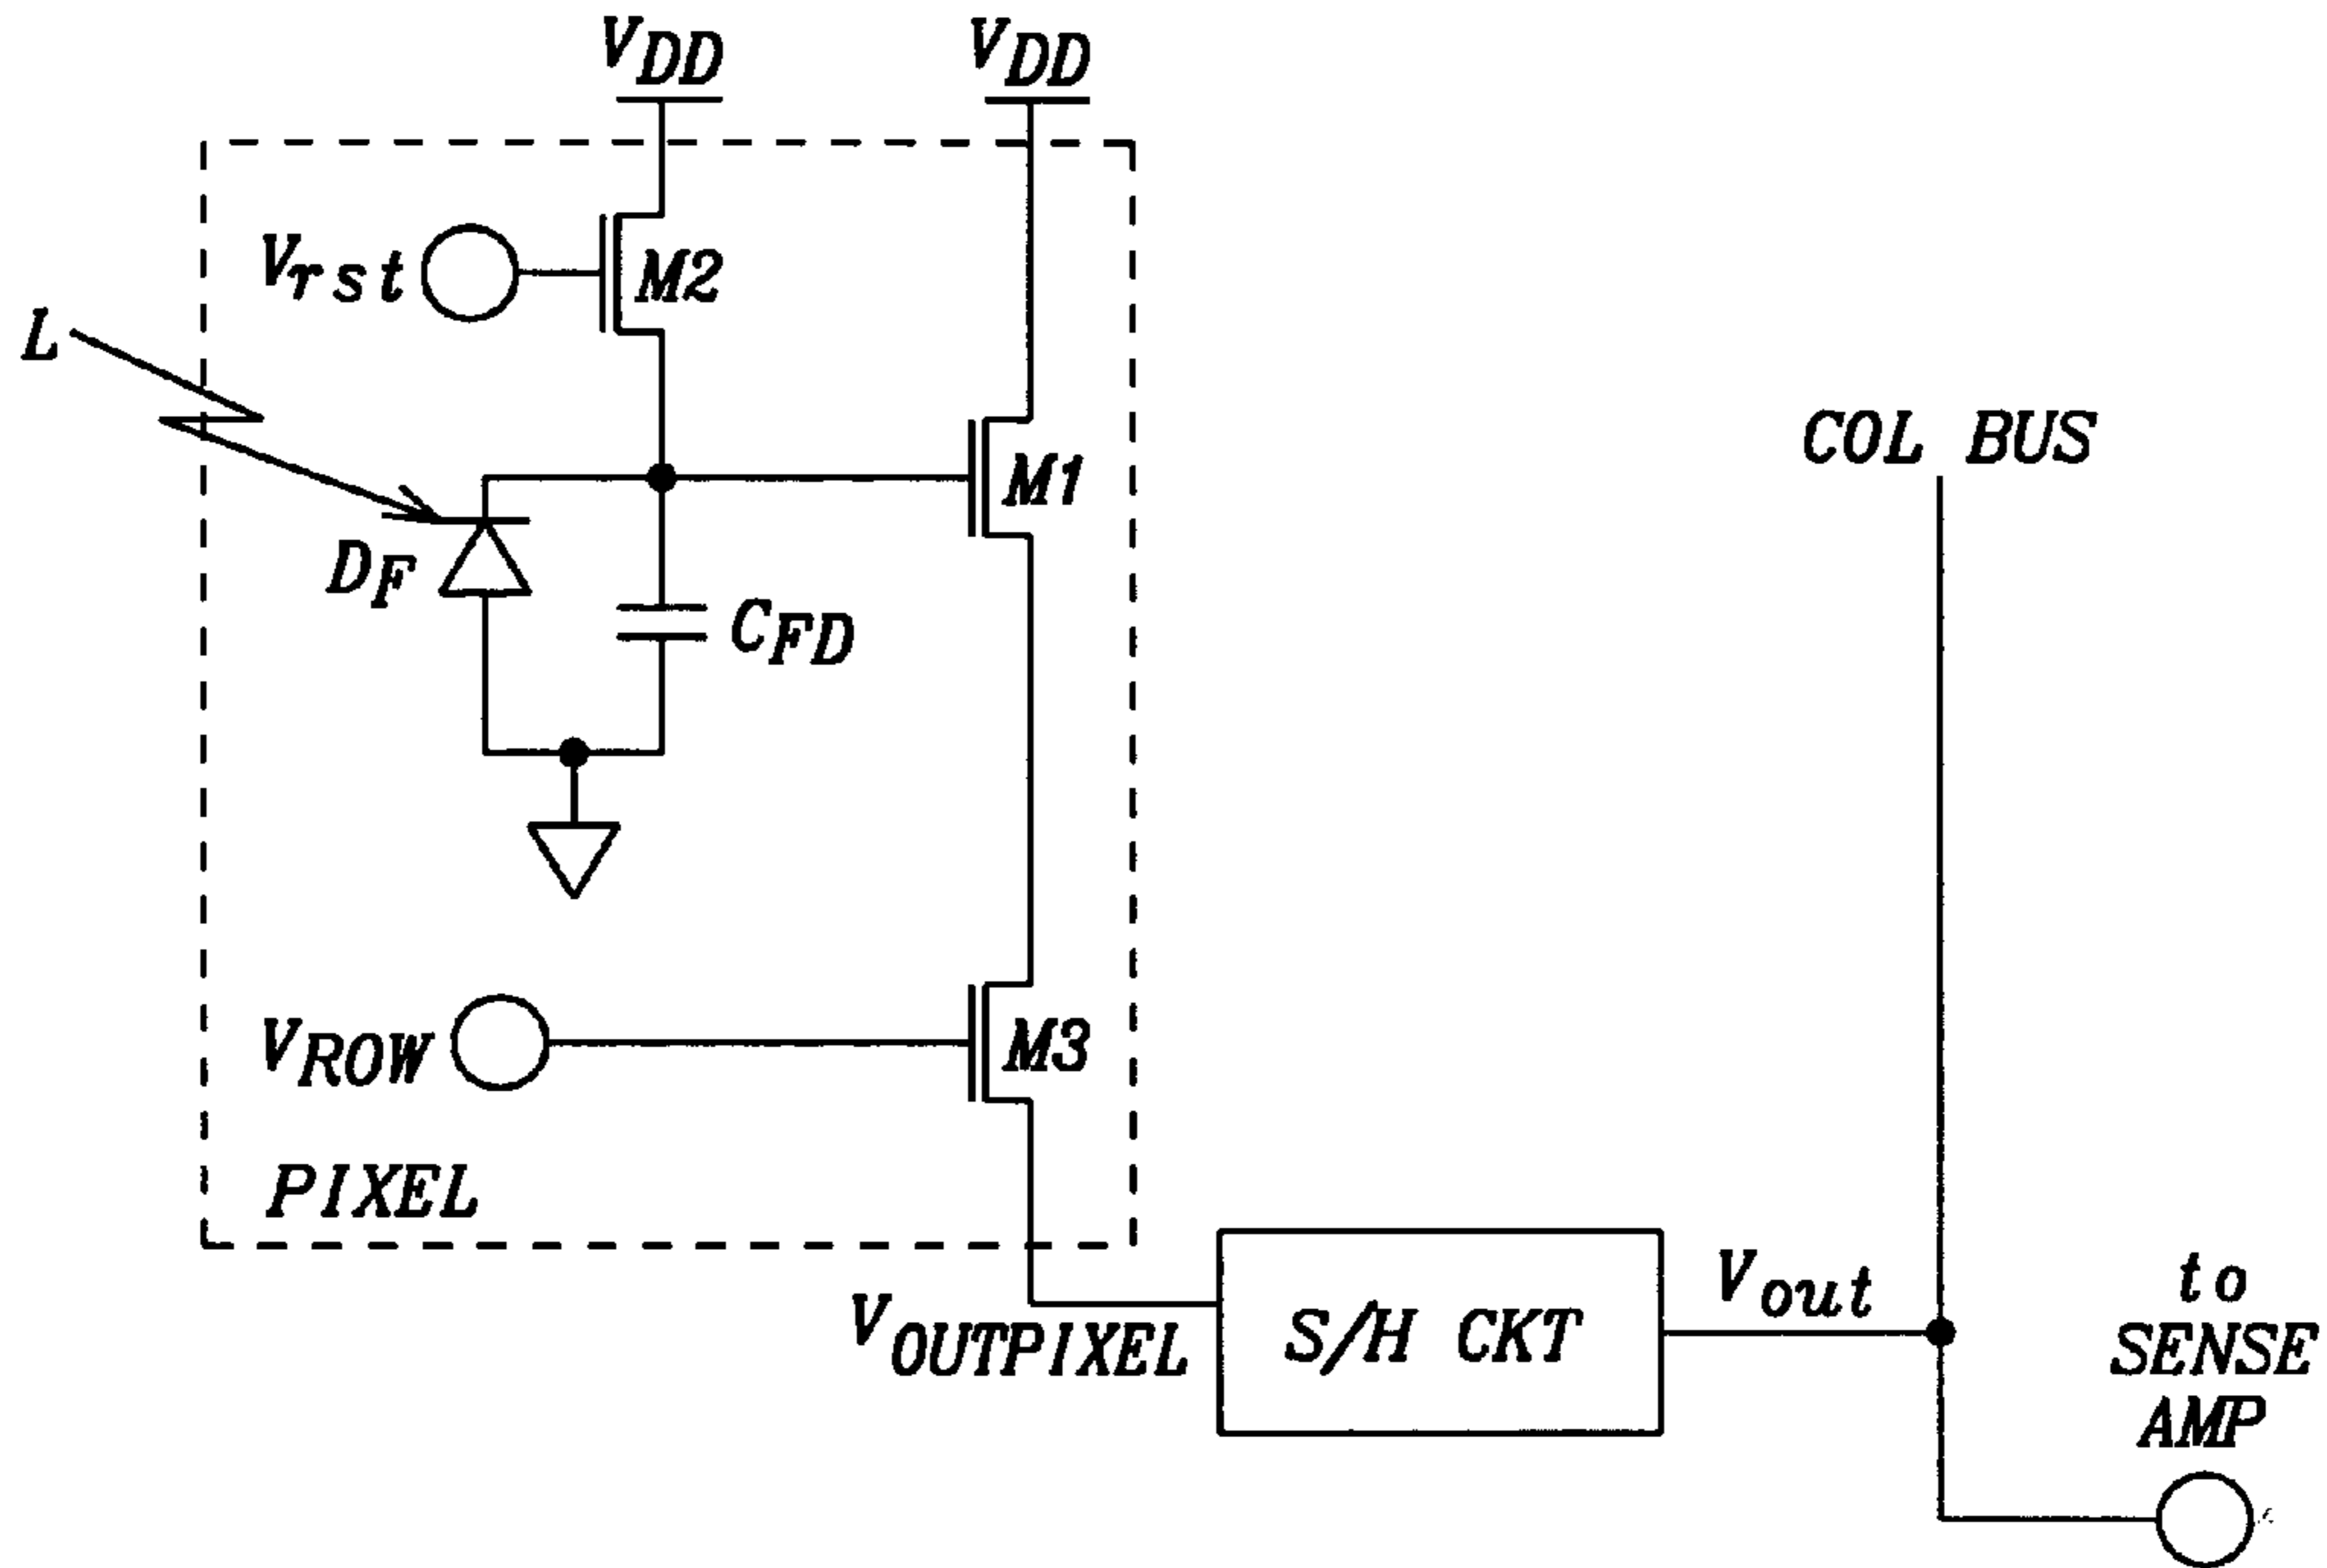 VDD
VDD
Vrst
M2
L
M1
COL BUS
DF
CFD
VROW
M3
PIXEL
VOUTPIXEL
S/H CKT
Vout
to
SENSE
AMP